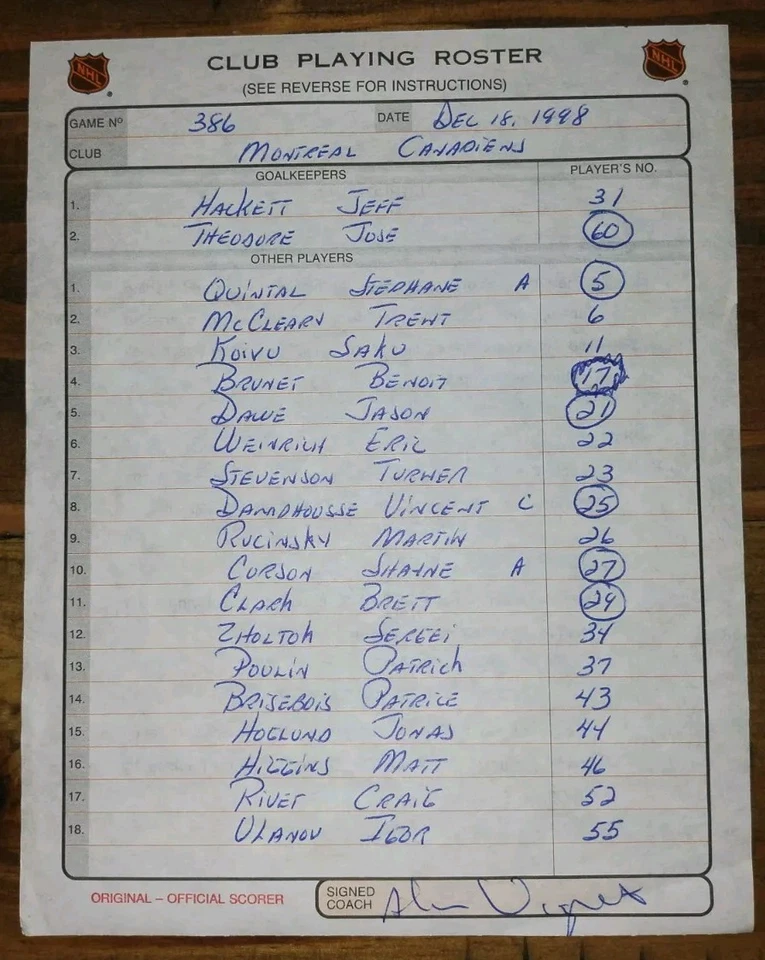 NHL CLUB PLAYING ROSTER NHL
(SEE REVERSE FOR INSTRUCTIONS)
GAME Nº 386 DATE DEC 18, 1998
CLUB MONTREAL CANADIENS
GOALKEEPERS PLAYER'S NO.
1. HACKETT JEFF 31
2. THEODORE JOSE 60
OTHER PLAYERS
1. QUINTAL STEPHANE A 5
2. MCCLEARY TRENT 6
3. KOIVU SAKU 11
4. BRUNET BENOIT 17
5. DAWE JASON 21
6. WEINRICH ERIC 22
7. STEVENSON TURNER 23
8. DAMPHOUSSE VINCENT C 25
9. RUCINSKY MARTIN 26
10. CORSON SHAYNE A 27
11. CLARK BRETT 29
12. ZHOLTOK SERGEI 34
13. POULIN PATRICK 37
14. BRISEBOIS PATRICE 43
15. HOGLUND JONAS 44
16. HIGGINS MATT 46
17. RIVET CRAIG 52
18. ULANOV IGOR 55
ORIGINAL – OFFICIAL SCORER
SIGNED COACH Alain Vigneault